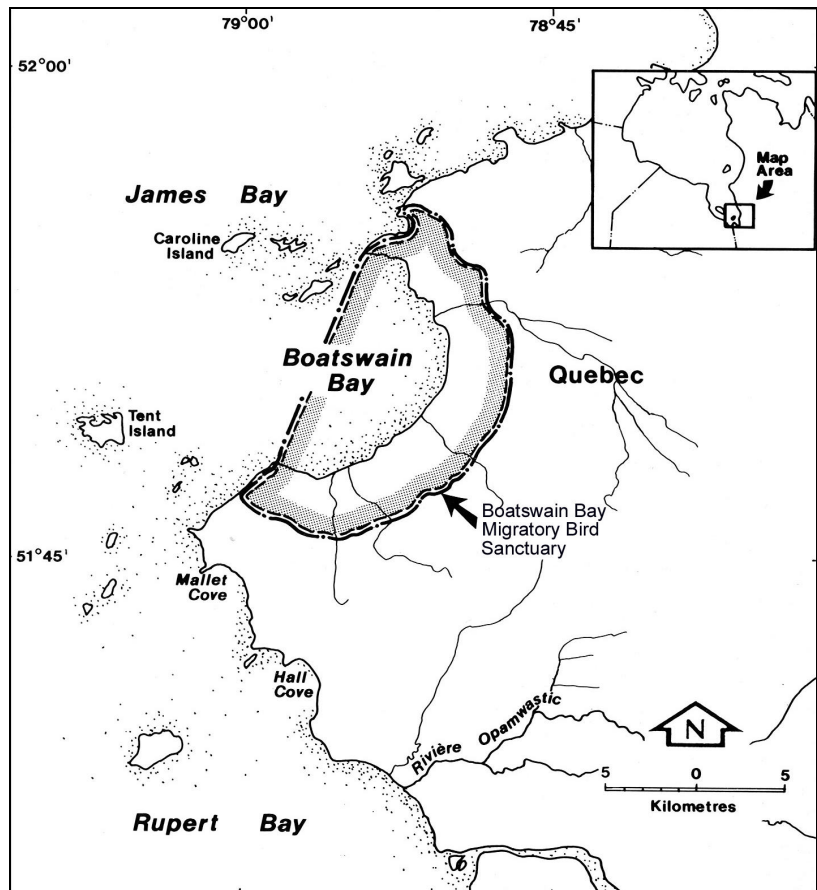 79°00'
78°45'
52°00'
Map
Area
James Bay
Caroline
Island
Boatswain
Bay
Quebec
Tent
Island
Boatswain Bay
Migratory Bird
Sanctuary
51°45'
Mallet
Cove
Hall
Cove
Rivière Opamwastic
N
5 0 5
Kilometres
Rupert Bay